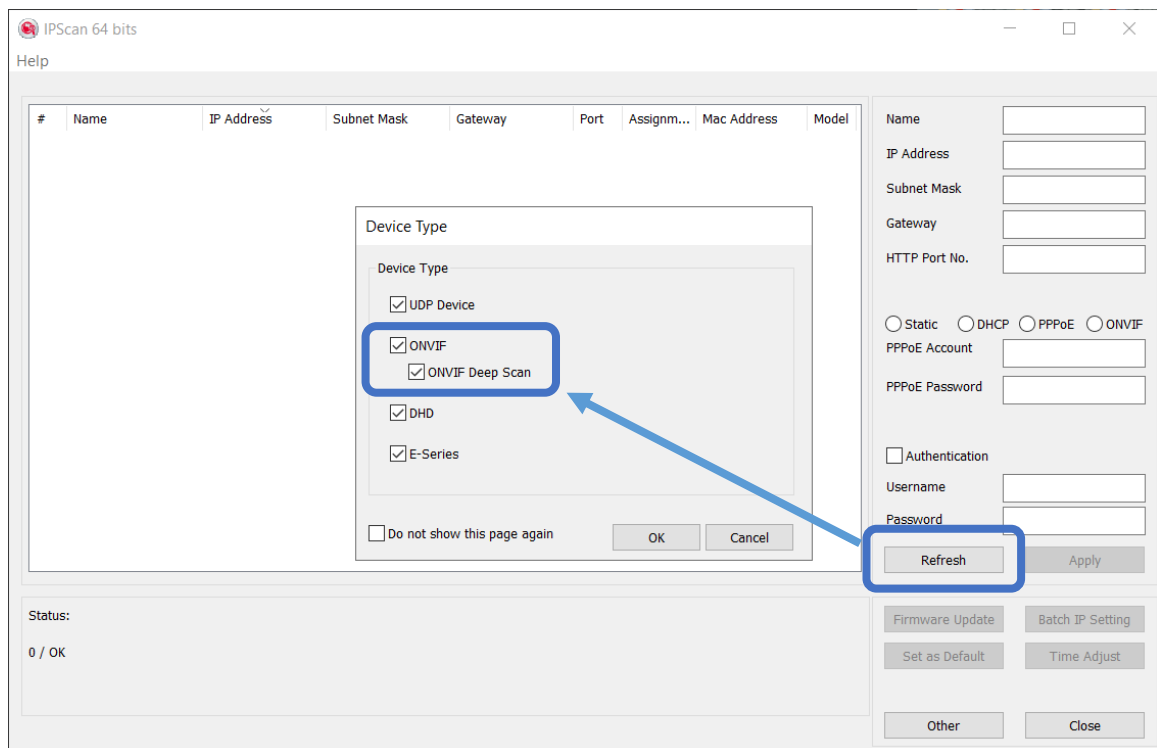 IPScan 64 bits
Help
# Name IP Address Subnet Mask Gateway Port Assignm... Mac Address Model
Device Type
Device Type
UDP Device
ONVIF
ONVIF Deep Scan
DHD
E-Series
Do not show this page again
OK Cancel
Name
IP Address
Subnet Mask
Gateway
HTTP Port No.
Static DHCP PPPoE ONVIF
PPPoE Account
PPPoE Password
Authentication
Username
Password
Refresh Apply
Status:
0 / OK
Firmware Update Batch IP Setting
Set as Default Time Adjust
Other Close